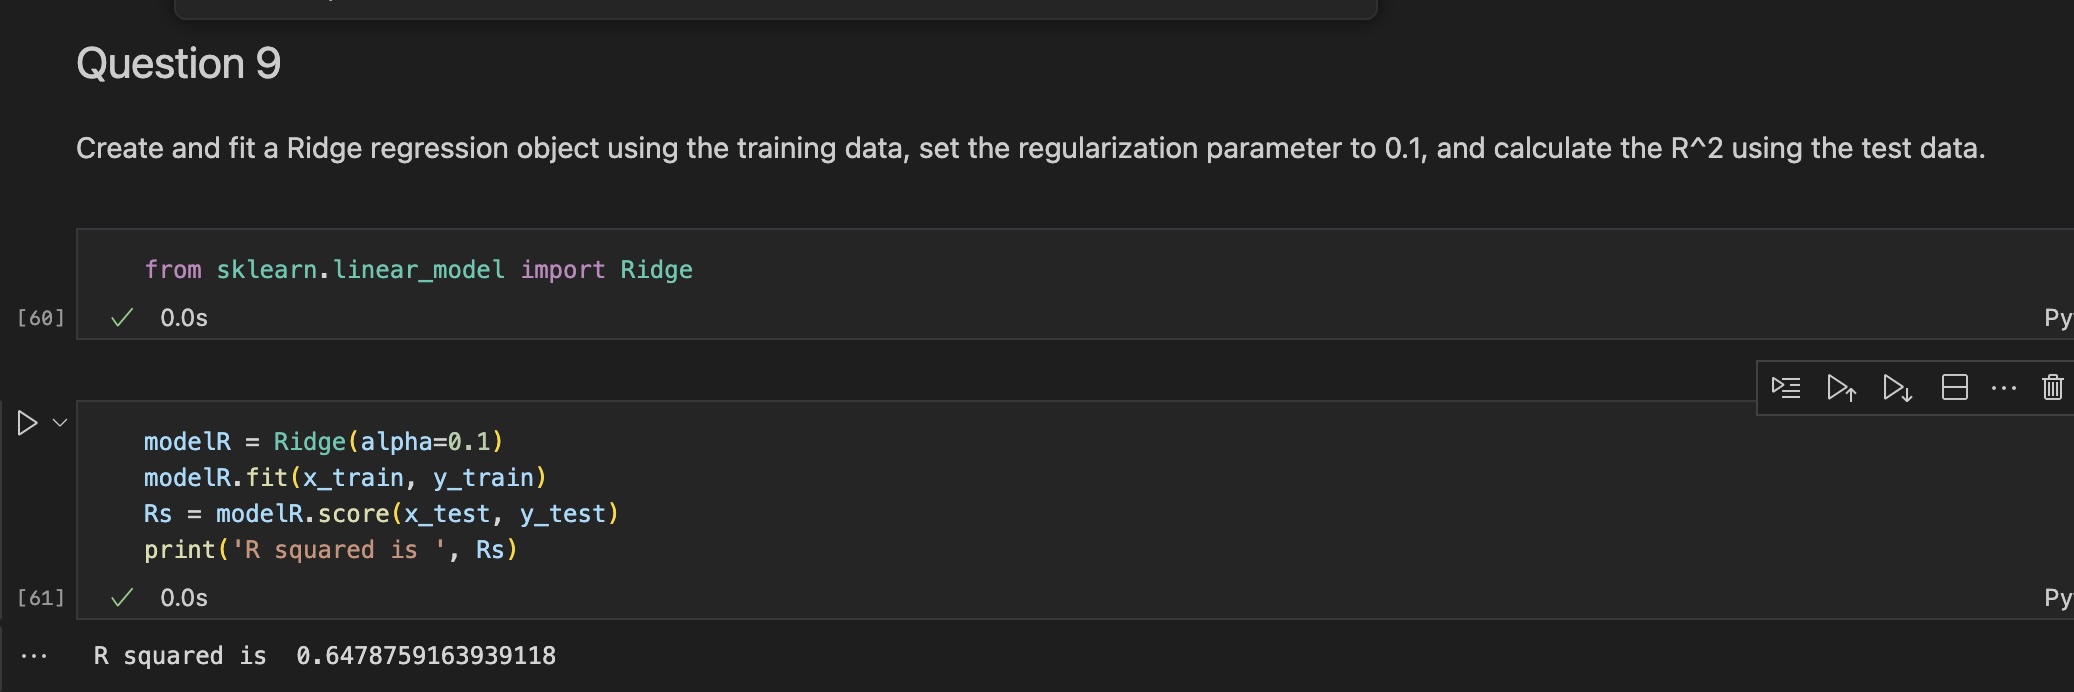 Question 9
Create and fit a Ridge regression object using the training data, set the regularization parameter to 0.1, and calculate the R^2 using the test data.
from sklearn.linear_model import Ridge
[60]
0.0s
modelR = Ridge(alpha=0.1)
modelR.fit(x_train, y_train)
Rs = modelR.score(x_test, y_test)
print('R squared is ', Rs)
[61]
0.0s
R squared is  0.6478759163939118